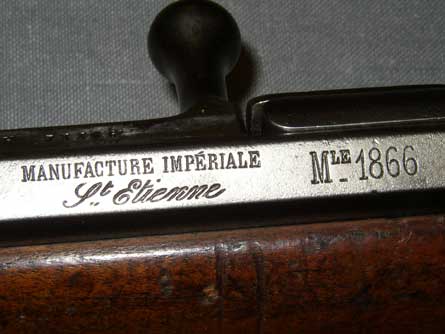 MANUFACTURE IMPÉRIALE
St. Etienne
MLE 1866